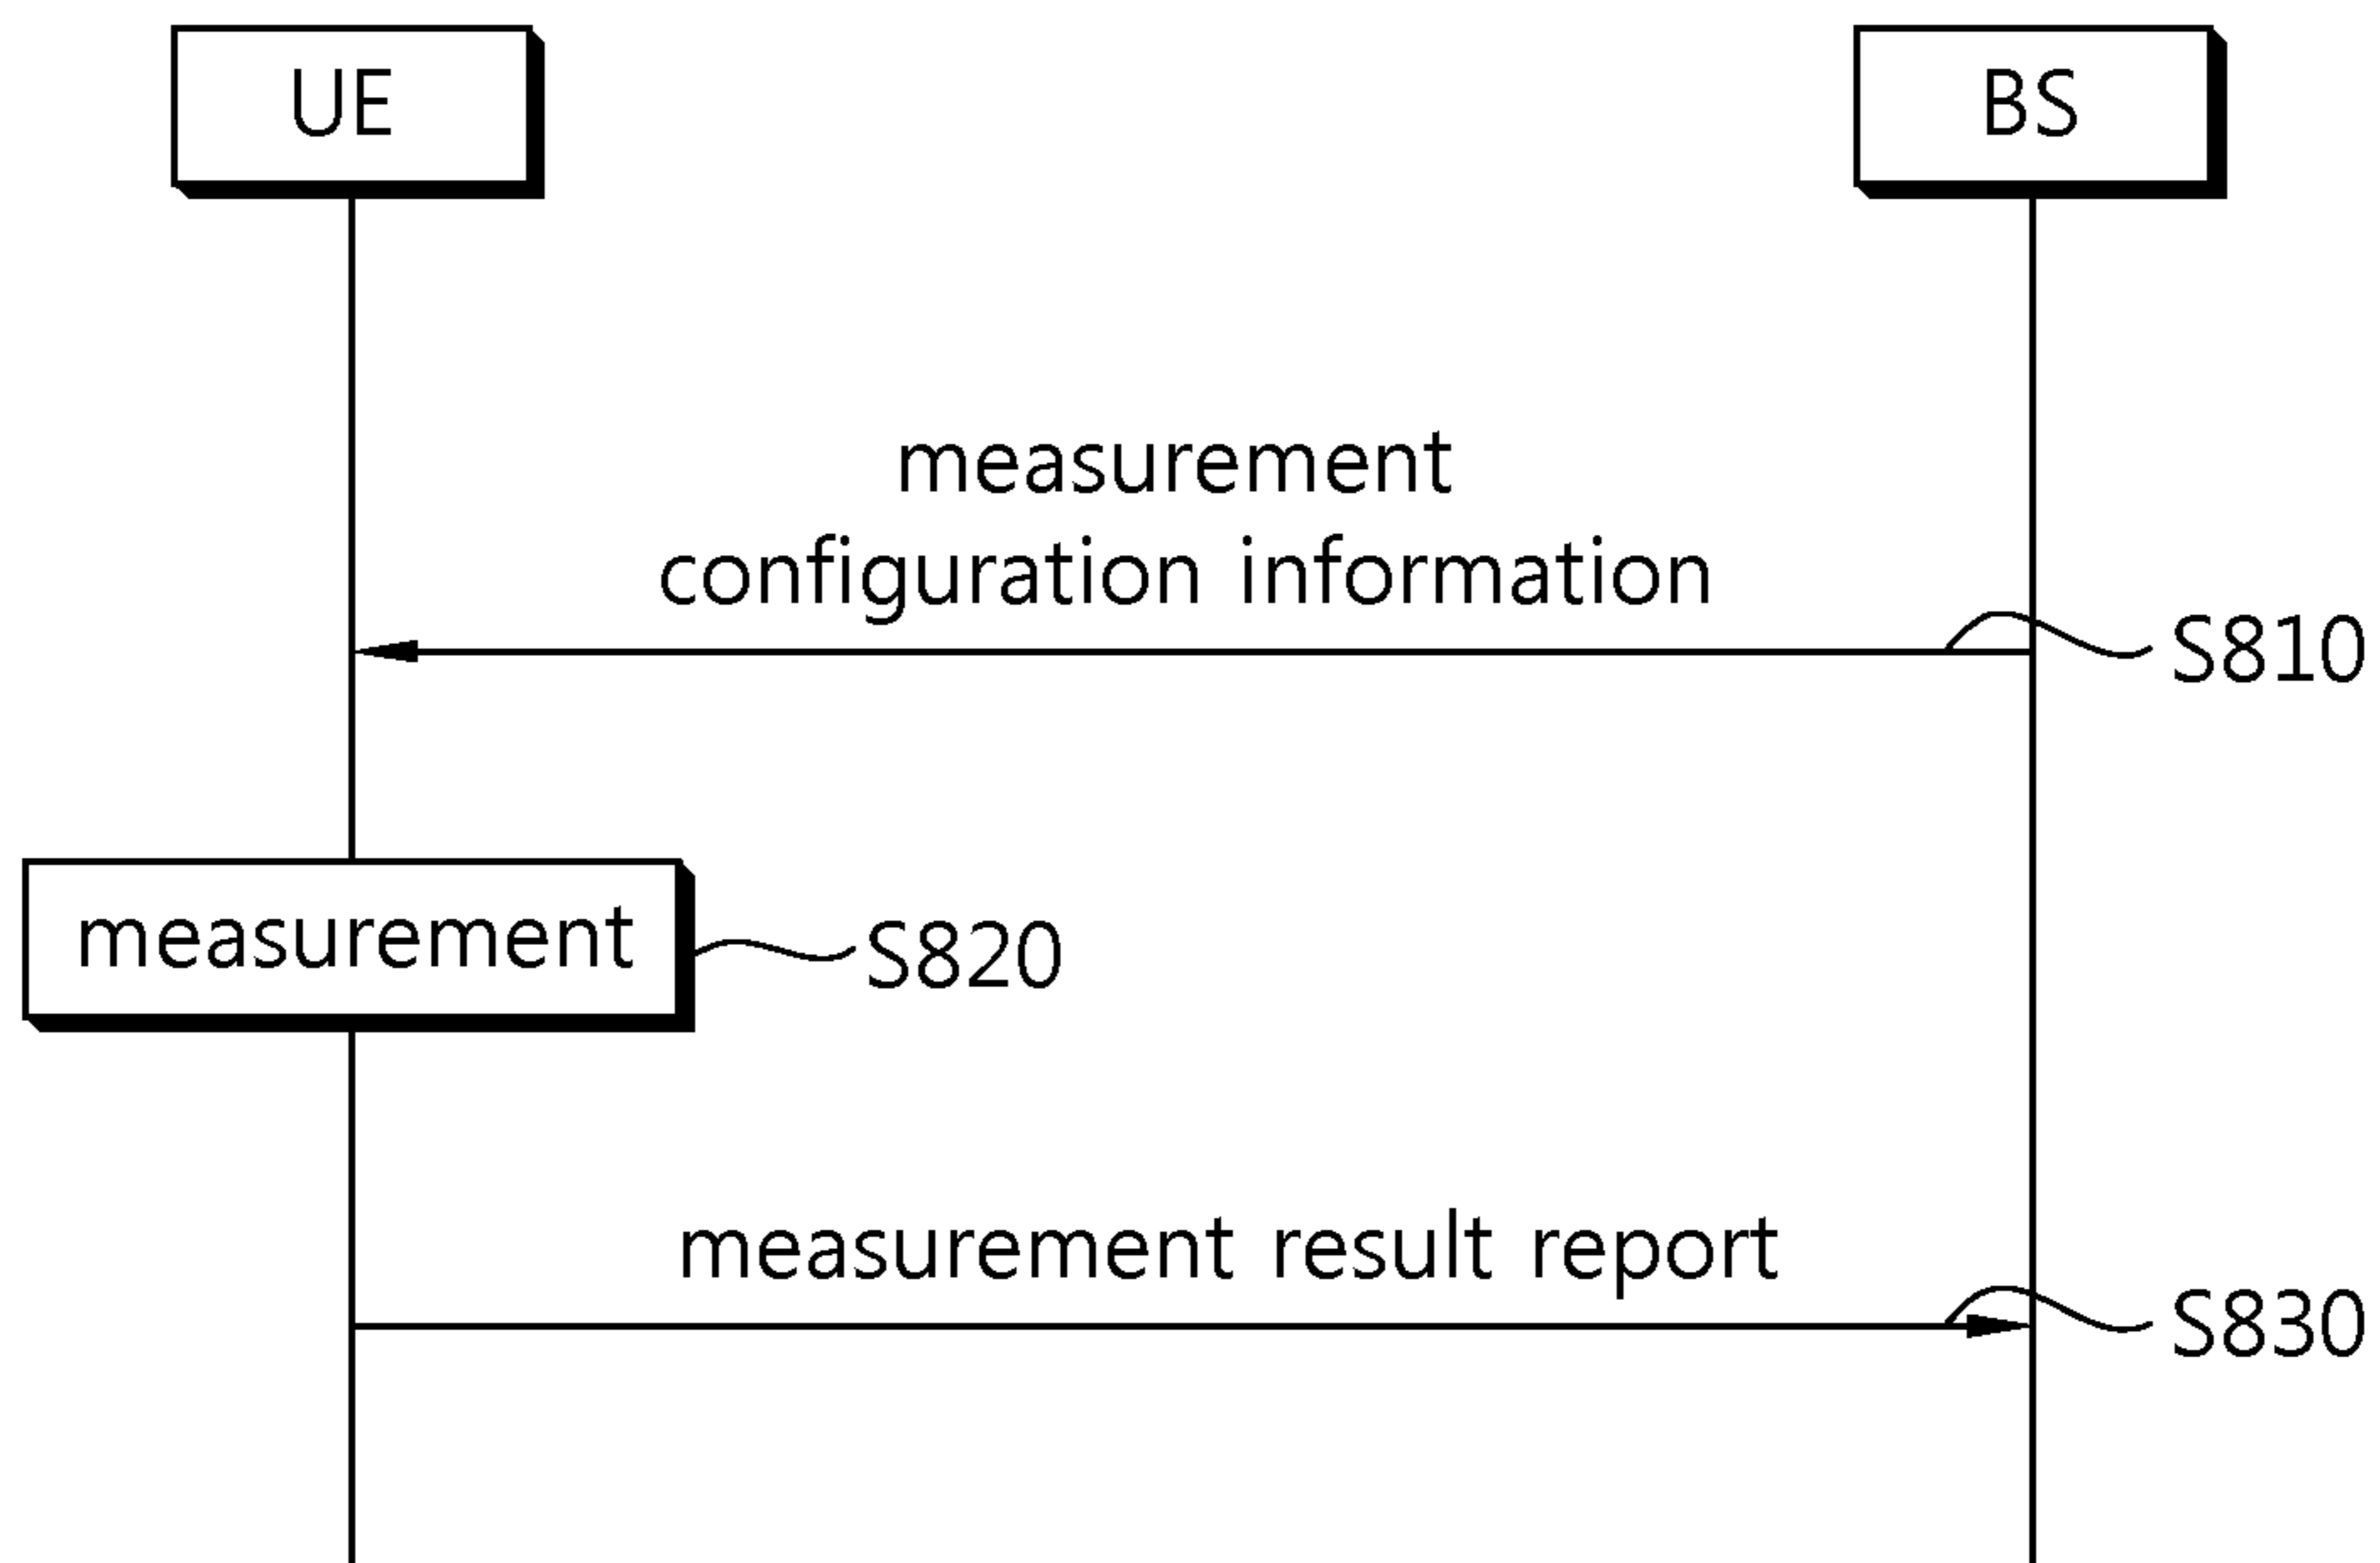 UE
BS
measurement
configuration information
S810
measurement
S820
measurement result report
S830